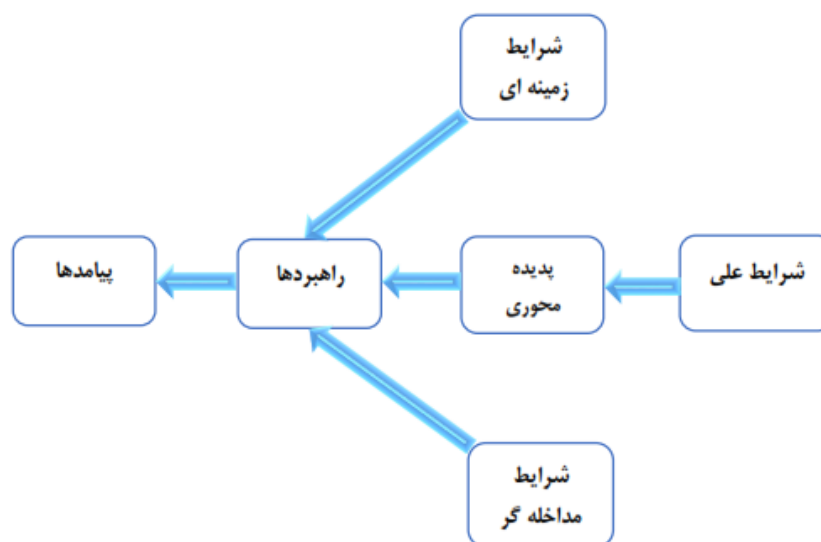 شرایط
زمینه ای
شرایط علی
پدیده
محوری
راهبردها
پیامدها
شرایط
مداخله گر